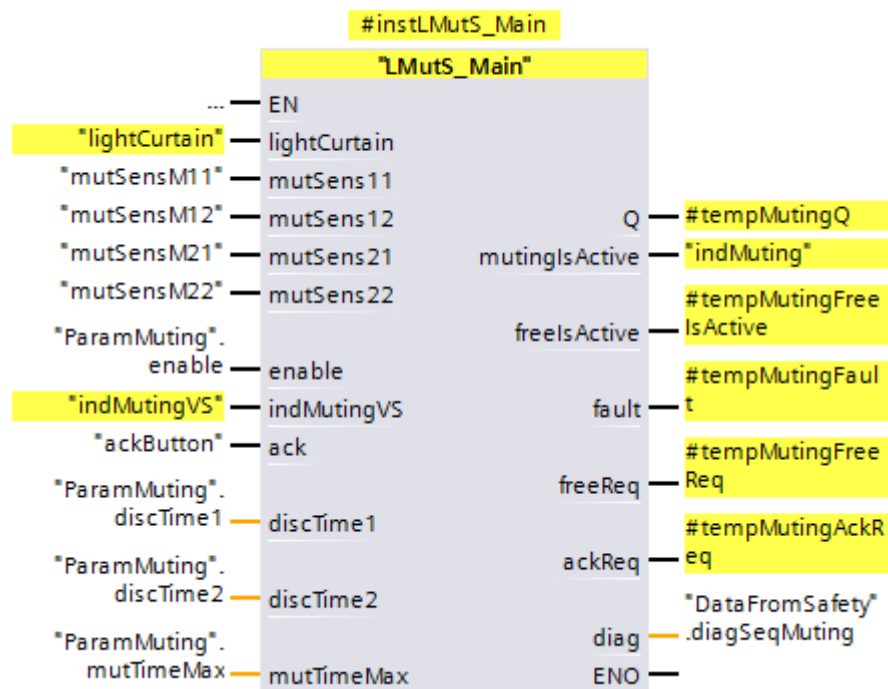 #instLMutS_Main
"LMutS_Main"
... EN
"lightCurtain" lightCurtain
"mutSensM11" mutSens11
"mutSensM12" mutSens12 Q #tempMutingQ
"mutSensM21" mutSens21 mutingIsActive "indMuting"
"mutSensM22" mutSens22 #tempMutingFree
"ParamMuting". freeIsActive IsActive
enable enable #tempMutingFaul
"indMutingVS" indMutingVS fault t
"ackButton" ack #tempMutingFree
"ParamMuting". freeReq Req
discTime1 discTime1 #tempMutingAckR
"ParamMuting". ackReq eq
discTime2 discTime2 "DataFromSafety"
"ParamMuting". diag .diagSeqMuting
mutTimeMax mutTimeMax ENO